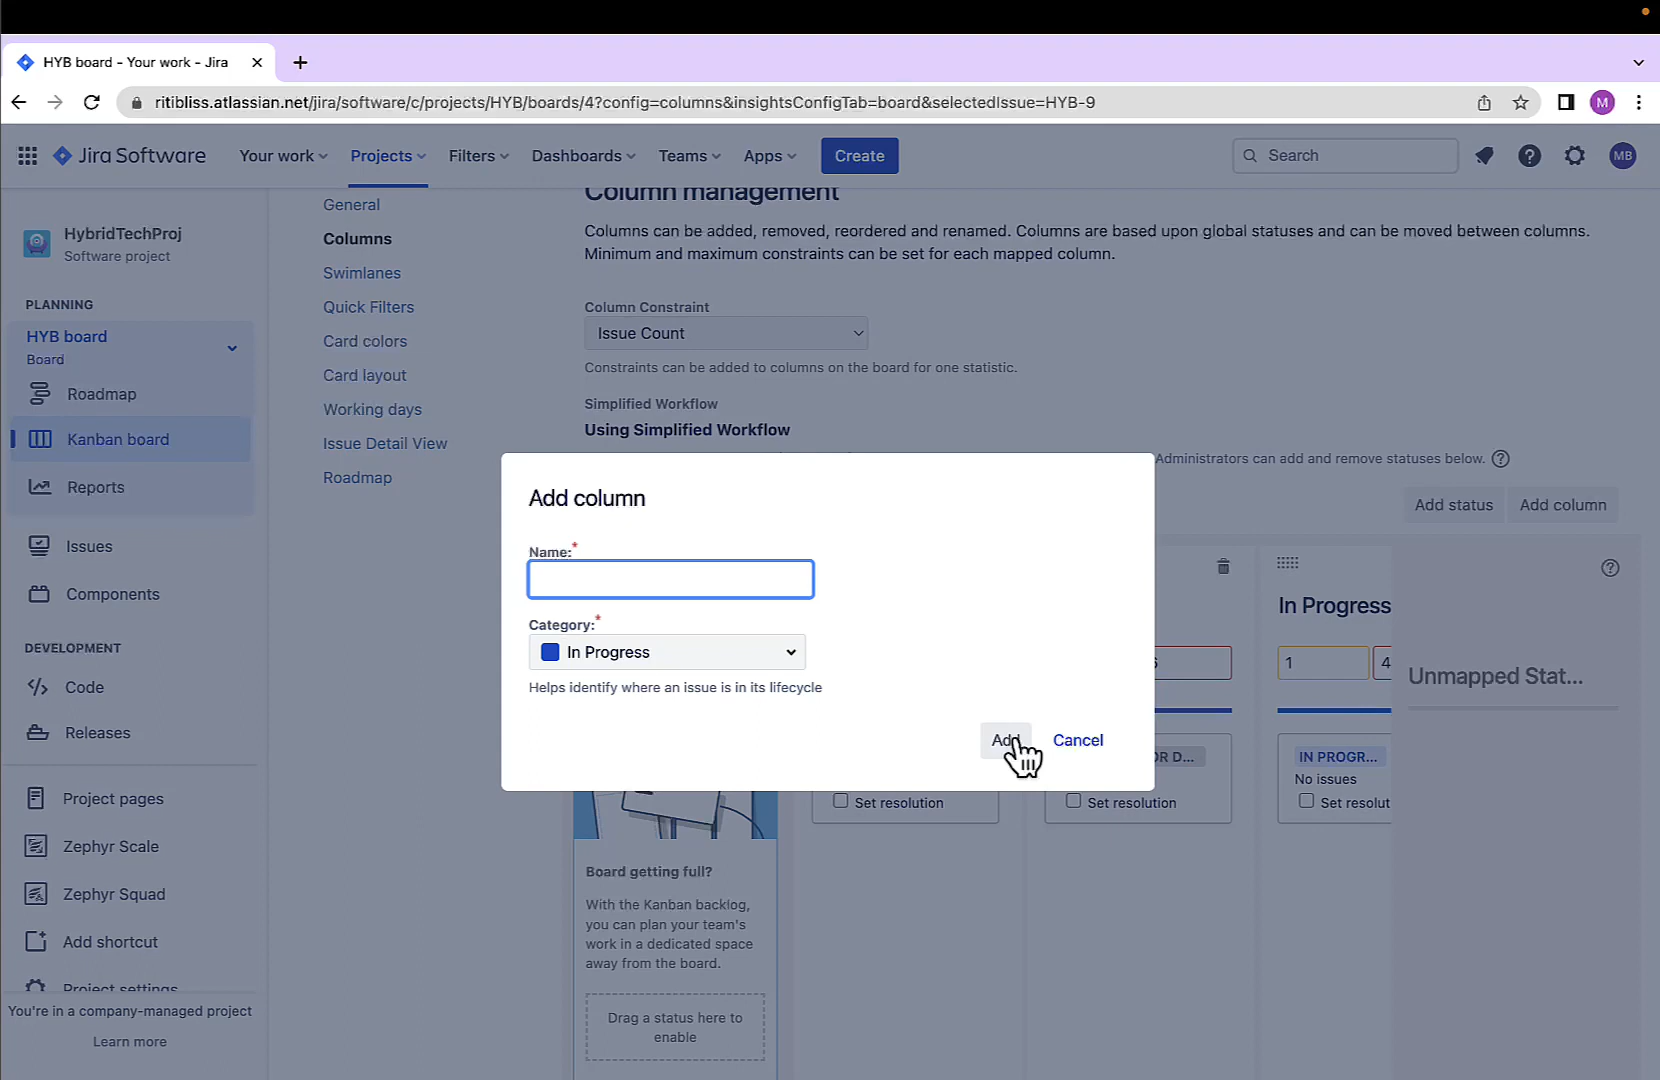 HYB board - Your work - Jira
ritibliss.atlassian.net/jira/software/c/projects/HYB/boards/4?config=columns&insightsConfigTab=board&selectedIssue=HYB-9
M
Jira Software
Your work
Projects
Filters
Dashboards
Teams
Apps
Create
Search
MB
HybridTechProj
Software project
PLANNING
HYB board
Board
Roadmap
Kanban board
Reports
Issues
Components
DEVELOPMENT
Code
Releases
Project pages
Zephyr Scale
Zephyr Squad
Add shortcut
Project settings
You're in a company-managed project
Learn more
General
Columns
Swimlanes
Quick Filters
Card colors
Card layout
Working days
Issue Detail View
Roadmap
Column management
Columns can be added, removed, reordered and renamed. Columns are based upon global statuses and can be moved between columns.
Minimum and maximum constraints can be set for each mapped column.
Column Constraint
Issue Count
Constraints can be added to columns on the board for one statistic.
Simplified Workflow
Using Simplified Workflow
Administrators can add and remove statuses below.
Add status
Add column
Add column
Name:*
Category:*
In Progress
Helps identify where an issue is in its lifecycle
Add
Cancel
In Progress
1
4
Unmapped Stat...
OR D...
IN PROGR...
No issues
Set resolution
Set resolution
Set resolut
Board getting full?
With the Kanban backlog,
you can plan your team's
work in a dedicated space
away from the board.
Drag a status here to
enable